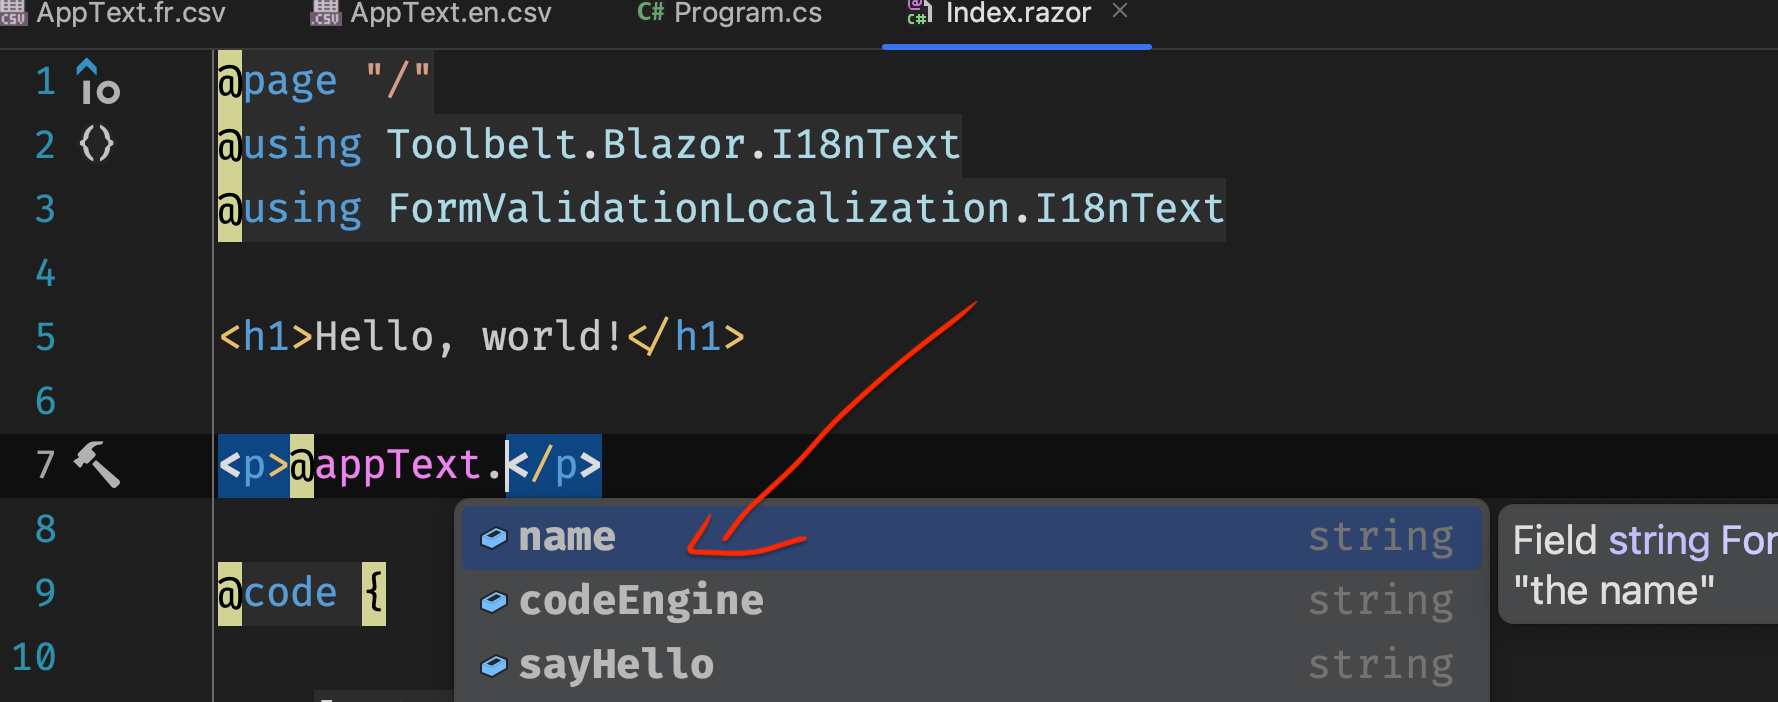 AppText.fr.csv AppText.en.csv C# Program.cs Index.razor
1 @page "/"
2 @using Toolbelt.Blazor.I18nText
3 @using FormValidationLocalization.I18nText
4
5 <h1>Hello, world!</h1>
6
7 <p>@appText.</p>
8
name string
codeEngine string
sayHello string
Field string For
"the name"
9 @code {
10